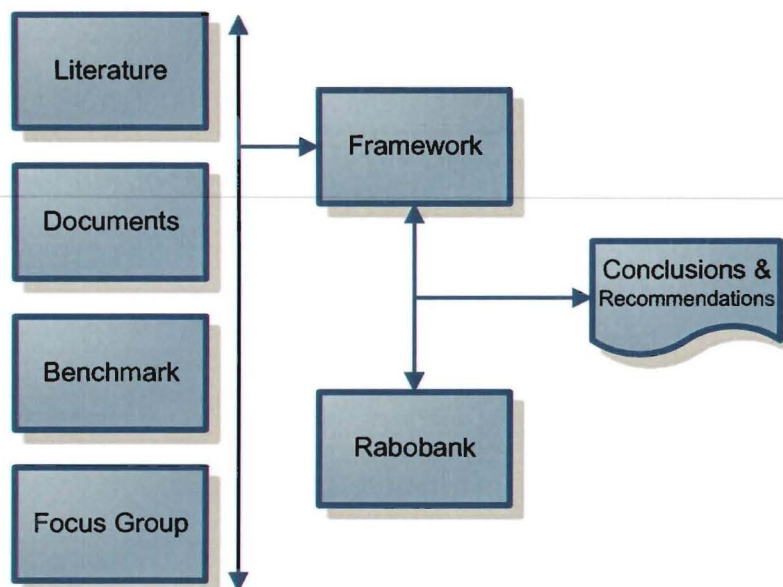 Literature
Documents
Benchmark
Focus Group
Framework
Rabobank
Conclusions &
Recommendations